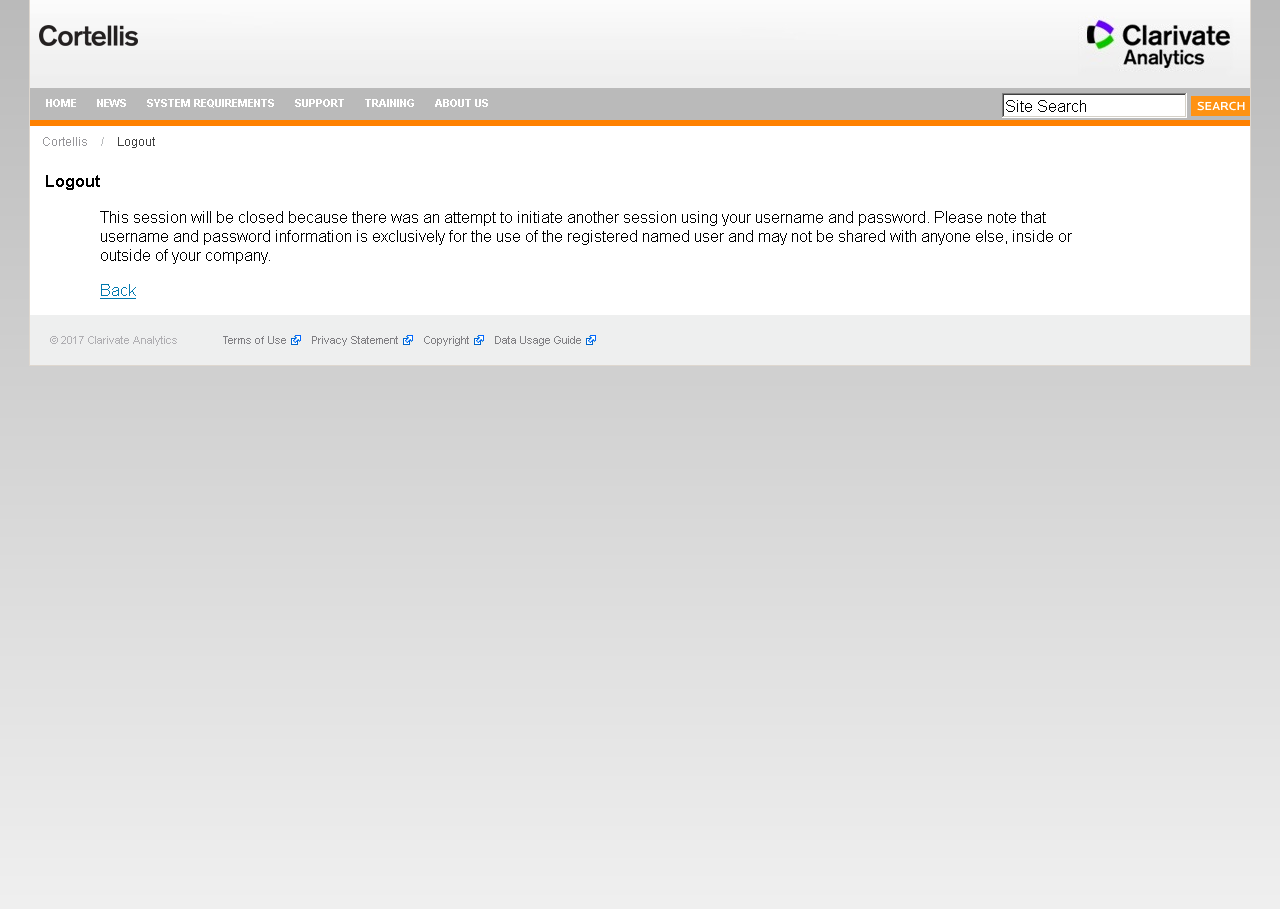 Cortellis
Clarivate
Analytics
HOME NEWS SYSTEM REQUIREMENTS SUPPORT TRAINING ABOUT US Site Search SEARCH
Cortellis / Logout
Logout
This session will be closed because there was an attempt to initiate another session using your username and password. Please note that
username and password information is exclusively for the use of the registered named user and may not be shared with anyone else, inside or
outside of your company.
Back
© 2017 Clarivate Analytics Terms of Use Privacy Statement Copyright Data Usage Guide